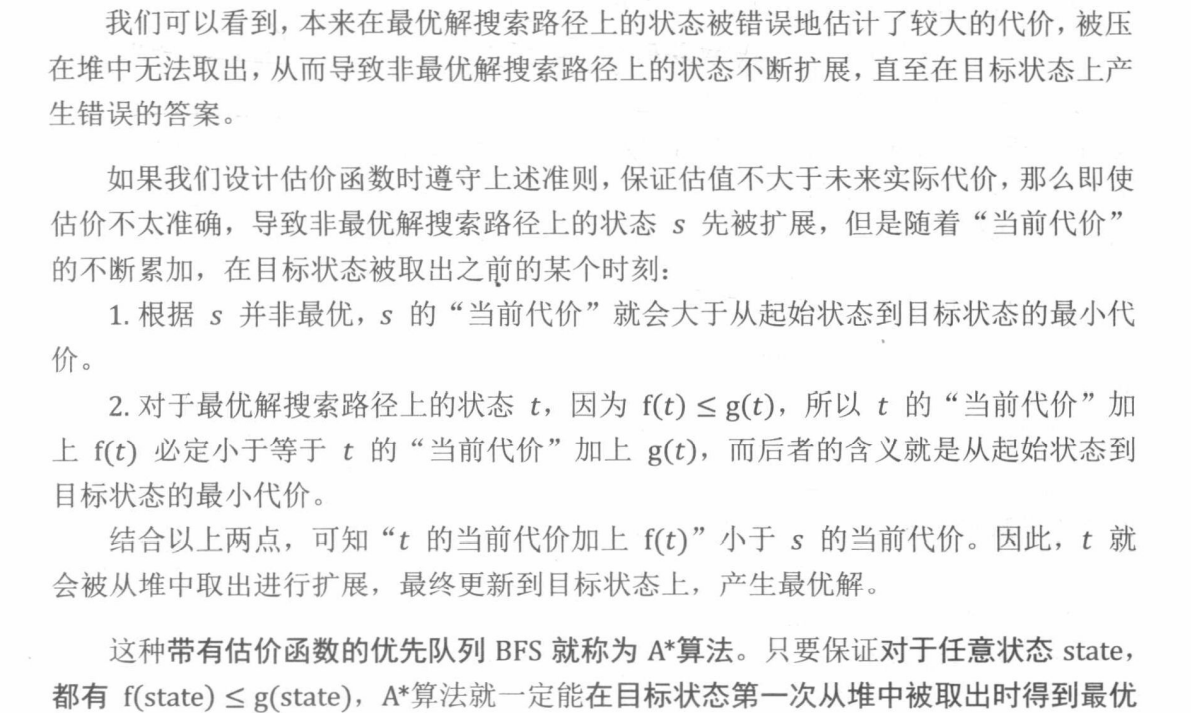 我们可以看到，本来在最优解搜索路径上的状态被错误地估计了较大的代价，被压
在堆中无法取出，从而导致非最优解搜索路径上的状态不断扩展，直至在目标状态上产
生错误的答案。
如果我们设计估价函数时遵守上述准则，保证估值不大于未来实际代价，那么即使
估价不太准确，导致非最优解搜索路径上的状态 s 先被扩展，但是随着“当前代价”
的不断累加，在目标状态被取出之前的某个时刻：
1. 根据 s 并非最优，s 的“当前代价”就会大于从起始状态到目标状态的最小代
价。
2. 对于最优解搜索路径上的状态 t，因为 f(t) ≤ g(t)，所以 t 的“当前代价”加
上 f(t) 必定小于等于 t 的“当前代价”加上 g(t)，而后者的含义就是从起始状态到
目标状态的最小代价。
结合以上两点，可知“t 的当前代价加上 f(t)”小于 s 的当前代价。因此，t 就
会被从堆中取出进行扩展，最终更新到目标状态上，产生最优解。
这种带有估价函数的优先队列 BFS 就称为 A*算法。只要保证对于任意状态 state，
都有 f(state) ≤ g(state)，A*算法就一定能在目标状态第一次从堆中被取出时得到最优